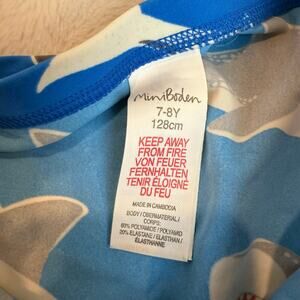 miniBoden
7-8Y
128cm
KEEP AWAY
FROM FIRE
VON FEUER
FERNHALTEN
TENIR ÉLOIGNÉ
DU FEU
MADE IN CAMBODIA
BODY / OBERMATERIAL /
CORPS:
80% POLYAMIDE / POLYAMID
20% ELASTANE / ELASTHAN /
ÉLASTHANNE